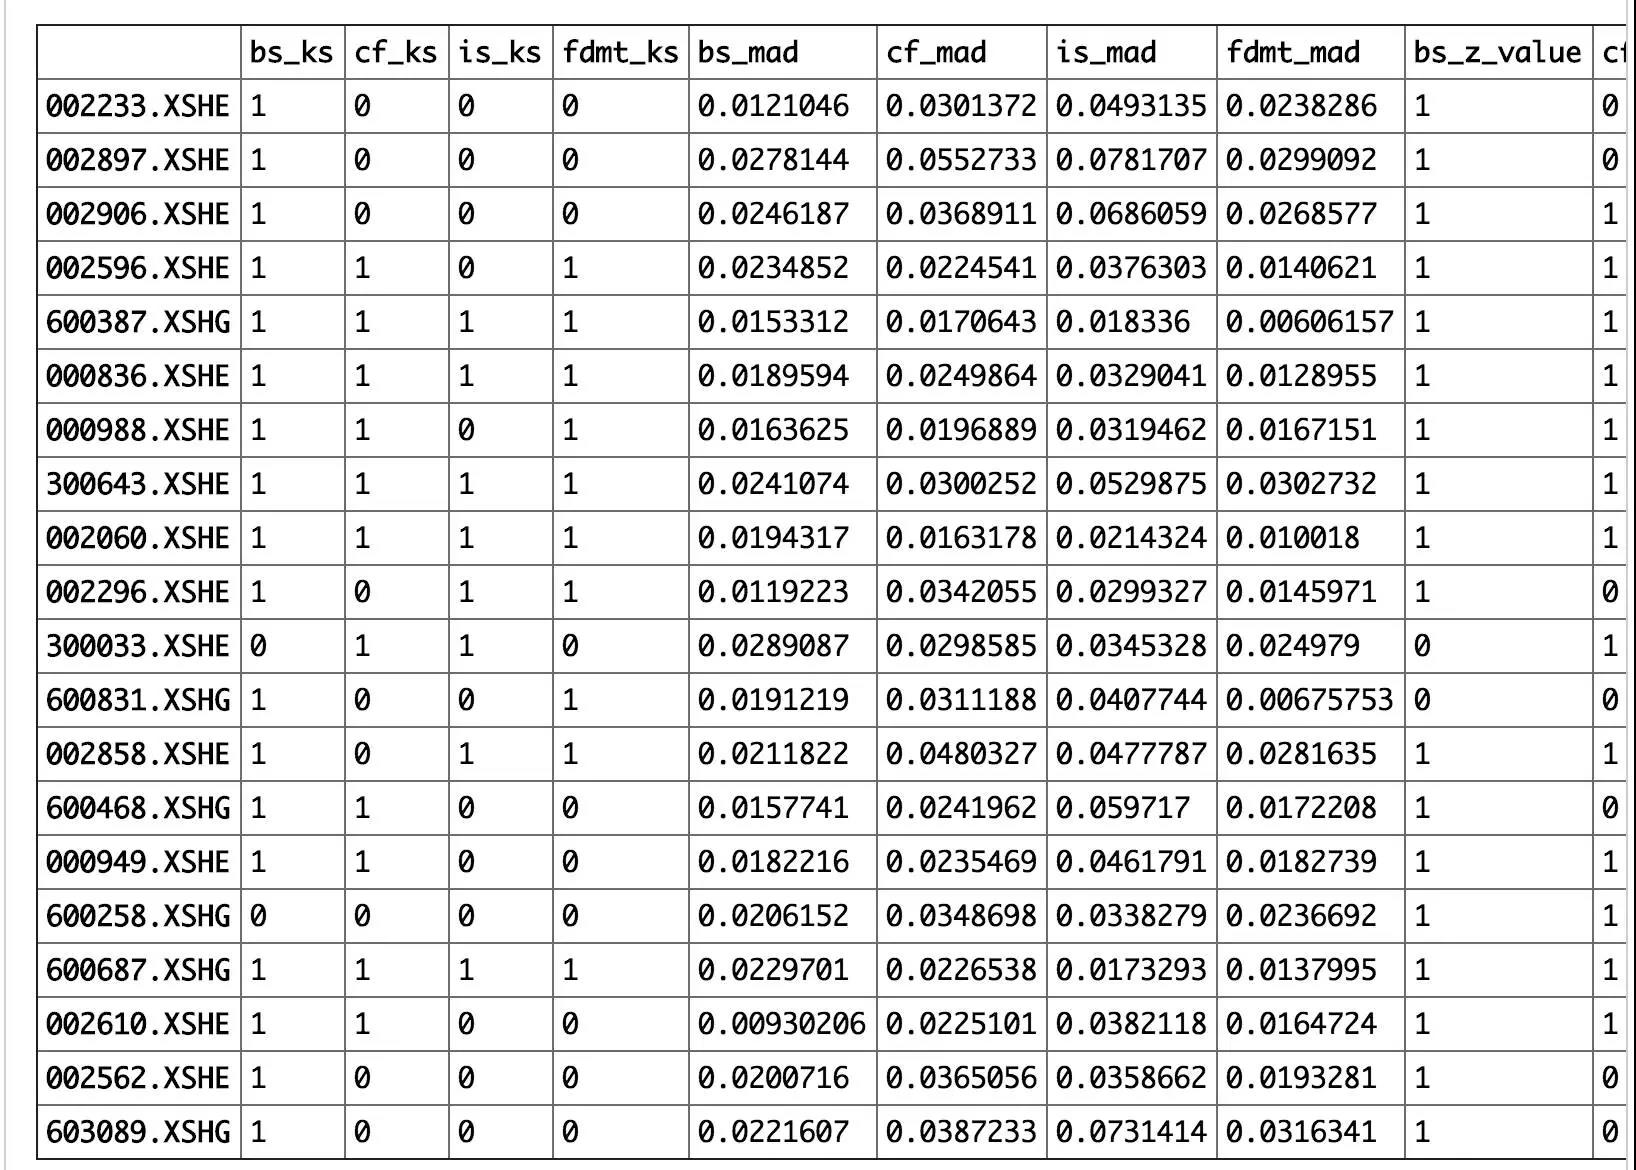 bs_ks cf_ks is_ks fdmt_ks bs_mad cf_mad is_mad fdmt_mad bs_z_value
002233.XSHE 1 0 0 0 0.0121046 0.0301372 0.0493135 0.0238286 1 0
002897.XSHE 1 0 0 0 0.0278144 0.0552733 0.0781707 0.0299092 1 0
002906.XSHE 1 0 0 0 0.0246187 0.0368911 0.0686059 0.0268577 1 1
002596.XSHE 1 1 0 1 0.0234852 0.0224541 0.0376303 0.0140621 1 1
600387.XSHG 1 1 1 1 0.0153312 0.0170643 0.018336 0.00606157 1 1
000836.XSHE 1 1 1 1 0.0189594 0.0249864 0.0329041 0.0128955 1 1
000988.XSHE 1 1 0 1 0.0163625 0.0196889 0.0319462 0.0167151 1 1
300643.XSHE 1 1 1 1 0.0241074 0.0300252 0.0529875 0.0302732 1 1
002060.XSHE 1 1 1 1 0.0194317 0.0163178 0.0214324 0.010018 1 1
002296.XSHE 1 0 1 1 0.0119223 0.0342055 0.0299327 0.0145971 1 0
300033.XSHE 0 1 1 0 0.0289087 0.0298585 0.0345328 0.024979 0 1
600831.XSHG 1 0 0 1 0.0191219 0.0311188 0.0407744 0.00675753 0 0
002858.XSHE 1 0 1 1 0.0211822 0.0480327 0.0477787 0.0281635 1 1
600468.XSHG 1 1 0 0 0.0157741 0.0241962 0.059717 0.0172208 1 0
000949.XSHE 1 1 0 0 0.0182216 0.0235469 0.0461791 0.0182739 1 1
600258.XSHG 0 0 0 0 0.0206152 0.0348698 0.0338279 0.0236692 1 1
600687.XSHG 1 1 1 1 0.0229701 0.0226538 0.0173293 0.0137995 1 1
002610.XSHE 1 1 0 0 0.00930206 0.0225101 0.0382118 0.0164724 1 1
002562.XSHE 1 0 0 0 0.0200716 0.0365056 0.0358662 0.0193281 1 0
603089.XSHG 1 0 0 0 0.0221607 0.0387233 0.0731414 0.0316341 1 0